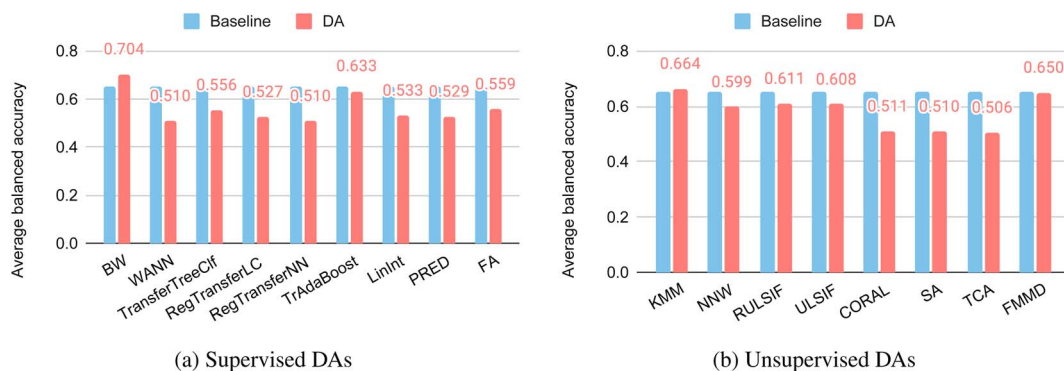 Baseline DA
Average balanced accuracy
0.8
0.6
0.4
0.2
0.0
0.704
0.510
0.556
0.527
0.510
0.633
0.533
0.529
0.559
BW
WANN
TransferTreeClf
RegTransferLC
RegTransferNN
TrAdaBoost
LinInt
PRED
FA
(a) Supervised DAs
Baseline DA
Average balanced accuracy
0.8
0.6
0.4
0.2
0.0
0.664
0.599
0.611
0.608
0.511
0.510
0.506
0.650
KMM
NNW
RULSIF
ULSIF
CORAL
SA
TCA
FMMD
(b) Unsupervised DAs